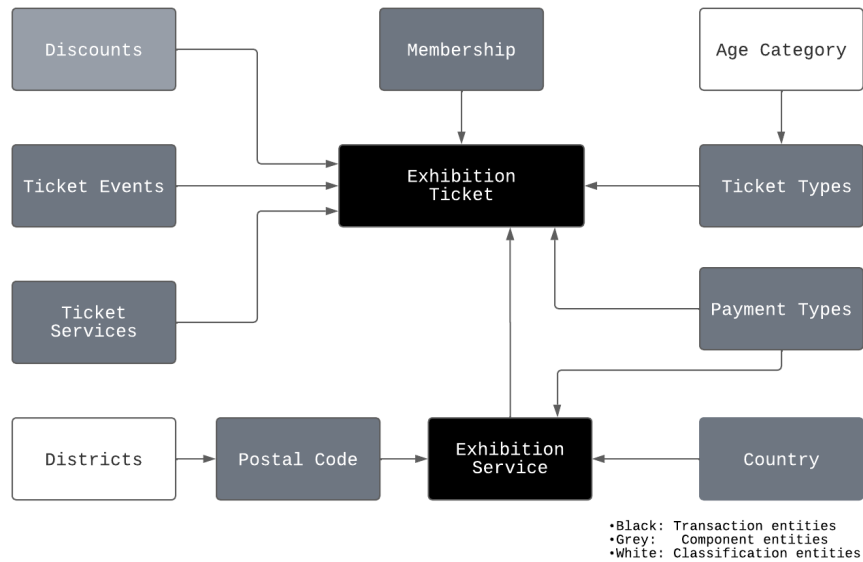 Discounts
Membership
Age Category
Ticket Events
Exhibition
Ticket
Ticket Types
Ticket
Services
Payment Types
Districts
Postal Code
Exhibition
Service
Country
•Black: Transaction entities
•Grey: Component entities
•White: Classification entities